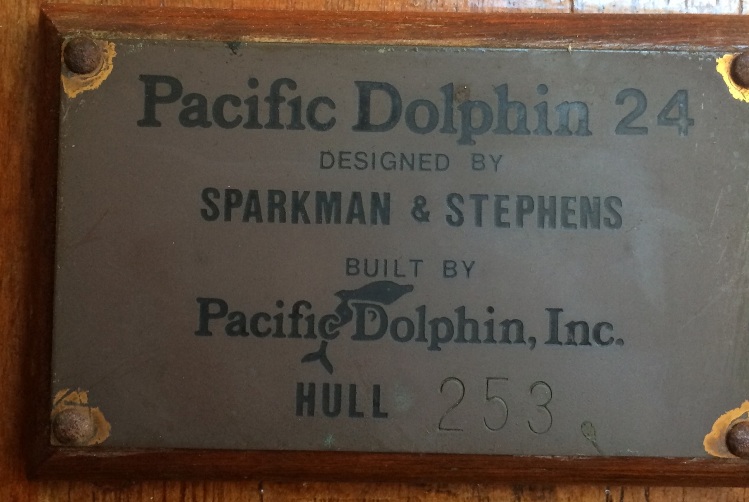 Pacific Dolphin 24
DESIGNED BY
SPARKMAN & STEPHENS
BUILT BY
Pacific Dolphin, Inc.
HULL 253